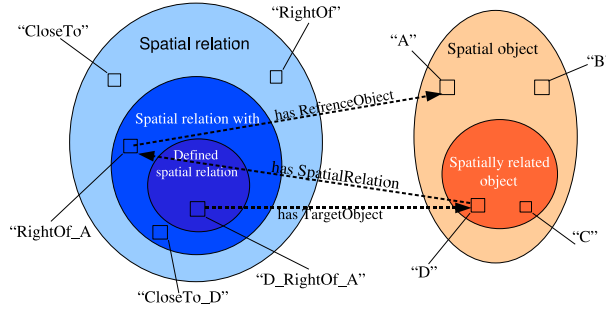 “RightOf”
“CloseTo”
Spatial relation
Spatial object
“A”
“B”
has RefrenceObject
Spatial relation with
Defined
spatial relation
Spatially related
object
has SpatialRelation
has TargetObject
“RightOf_A
“D”
“C”
“D_RightOf_A”
“CloseTo_D”